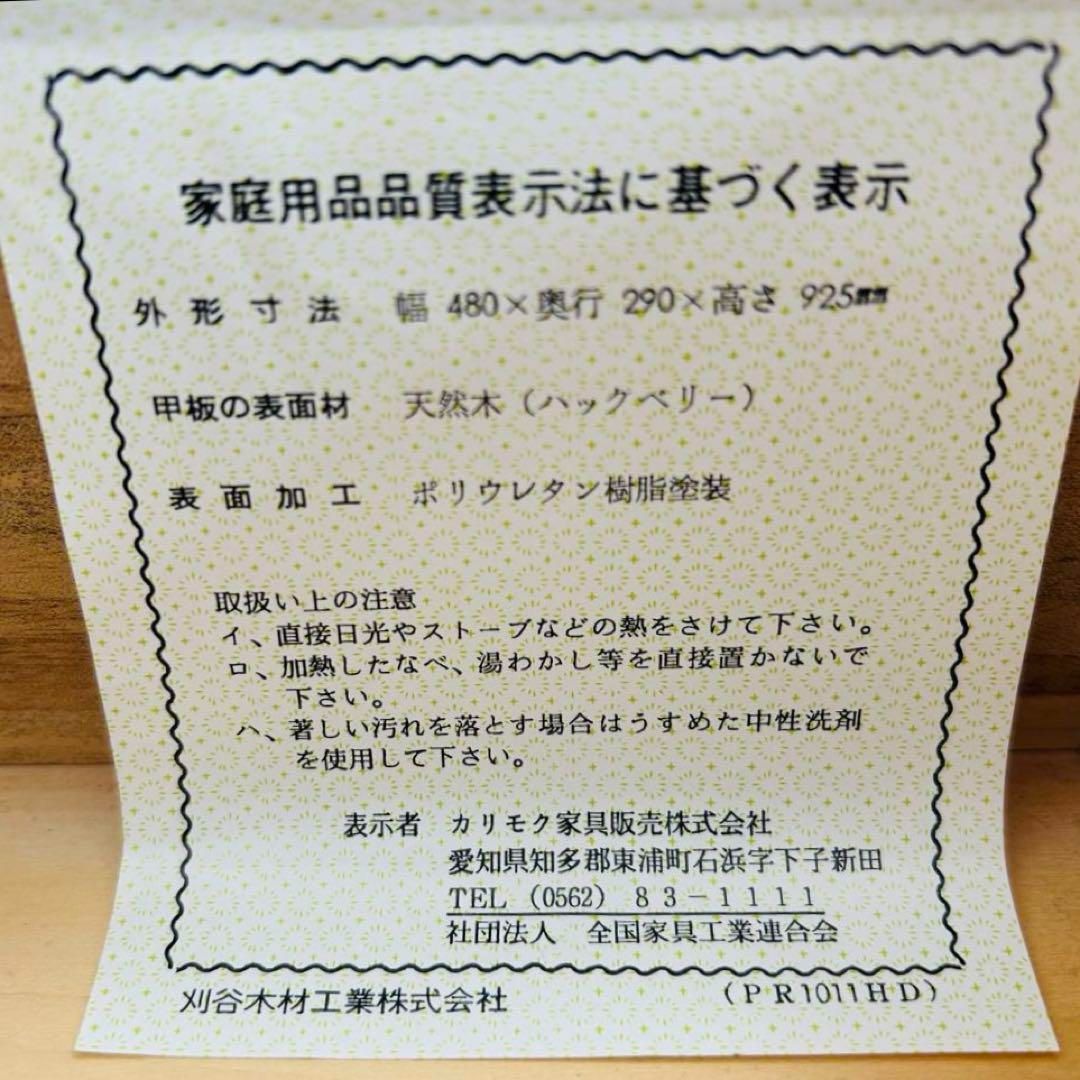 家庭用品品質表示法に基づく表示
外形寸法 幅 480×奥行 290×高さ 925mm
甲板の表面材 天然木（ハックベリー）
表面加工 ポリウレタン樹脂塗装
取扱い上の注意
イ、直接日光やストーブなどの熱をさけて下さい。
ロ、加熱したなべ、湯わかし等を直接置かないで
下さい。
ハ、著しい汚れを落とす場合はうすめた中性洗剤
を使用して下さい。
表示者 カリモク家具販売株式会社
愛知県知多郡東浦町石浜字下子新田
TEL (0562) 83-1111
社団法人 全国家具工業連合会
刈谷木材工業株式会社 (PR1011HD)